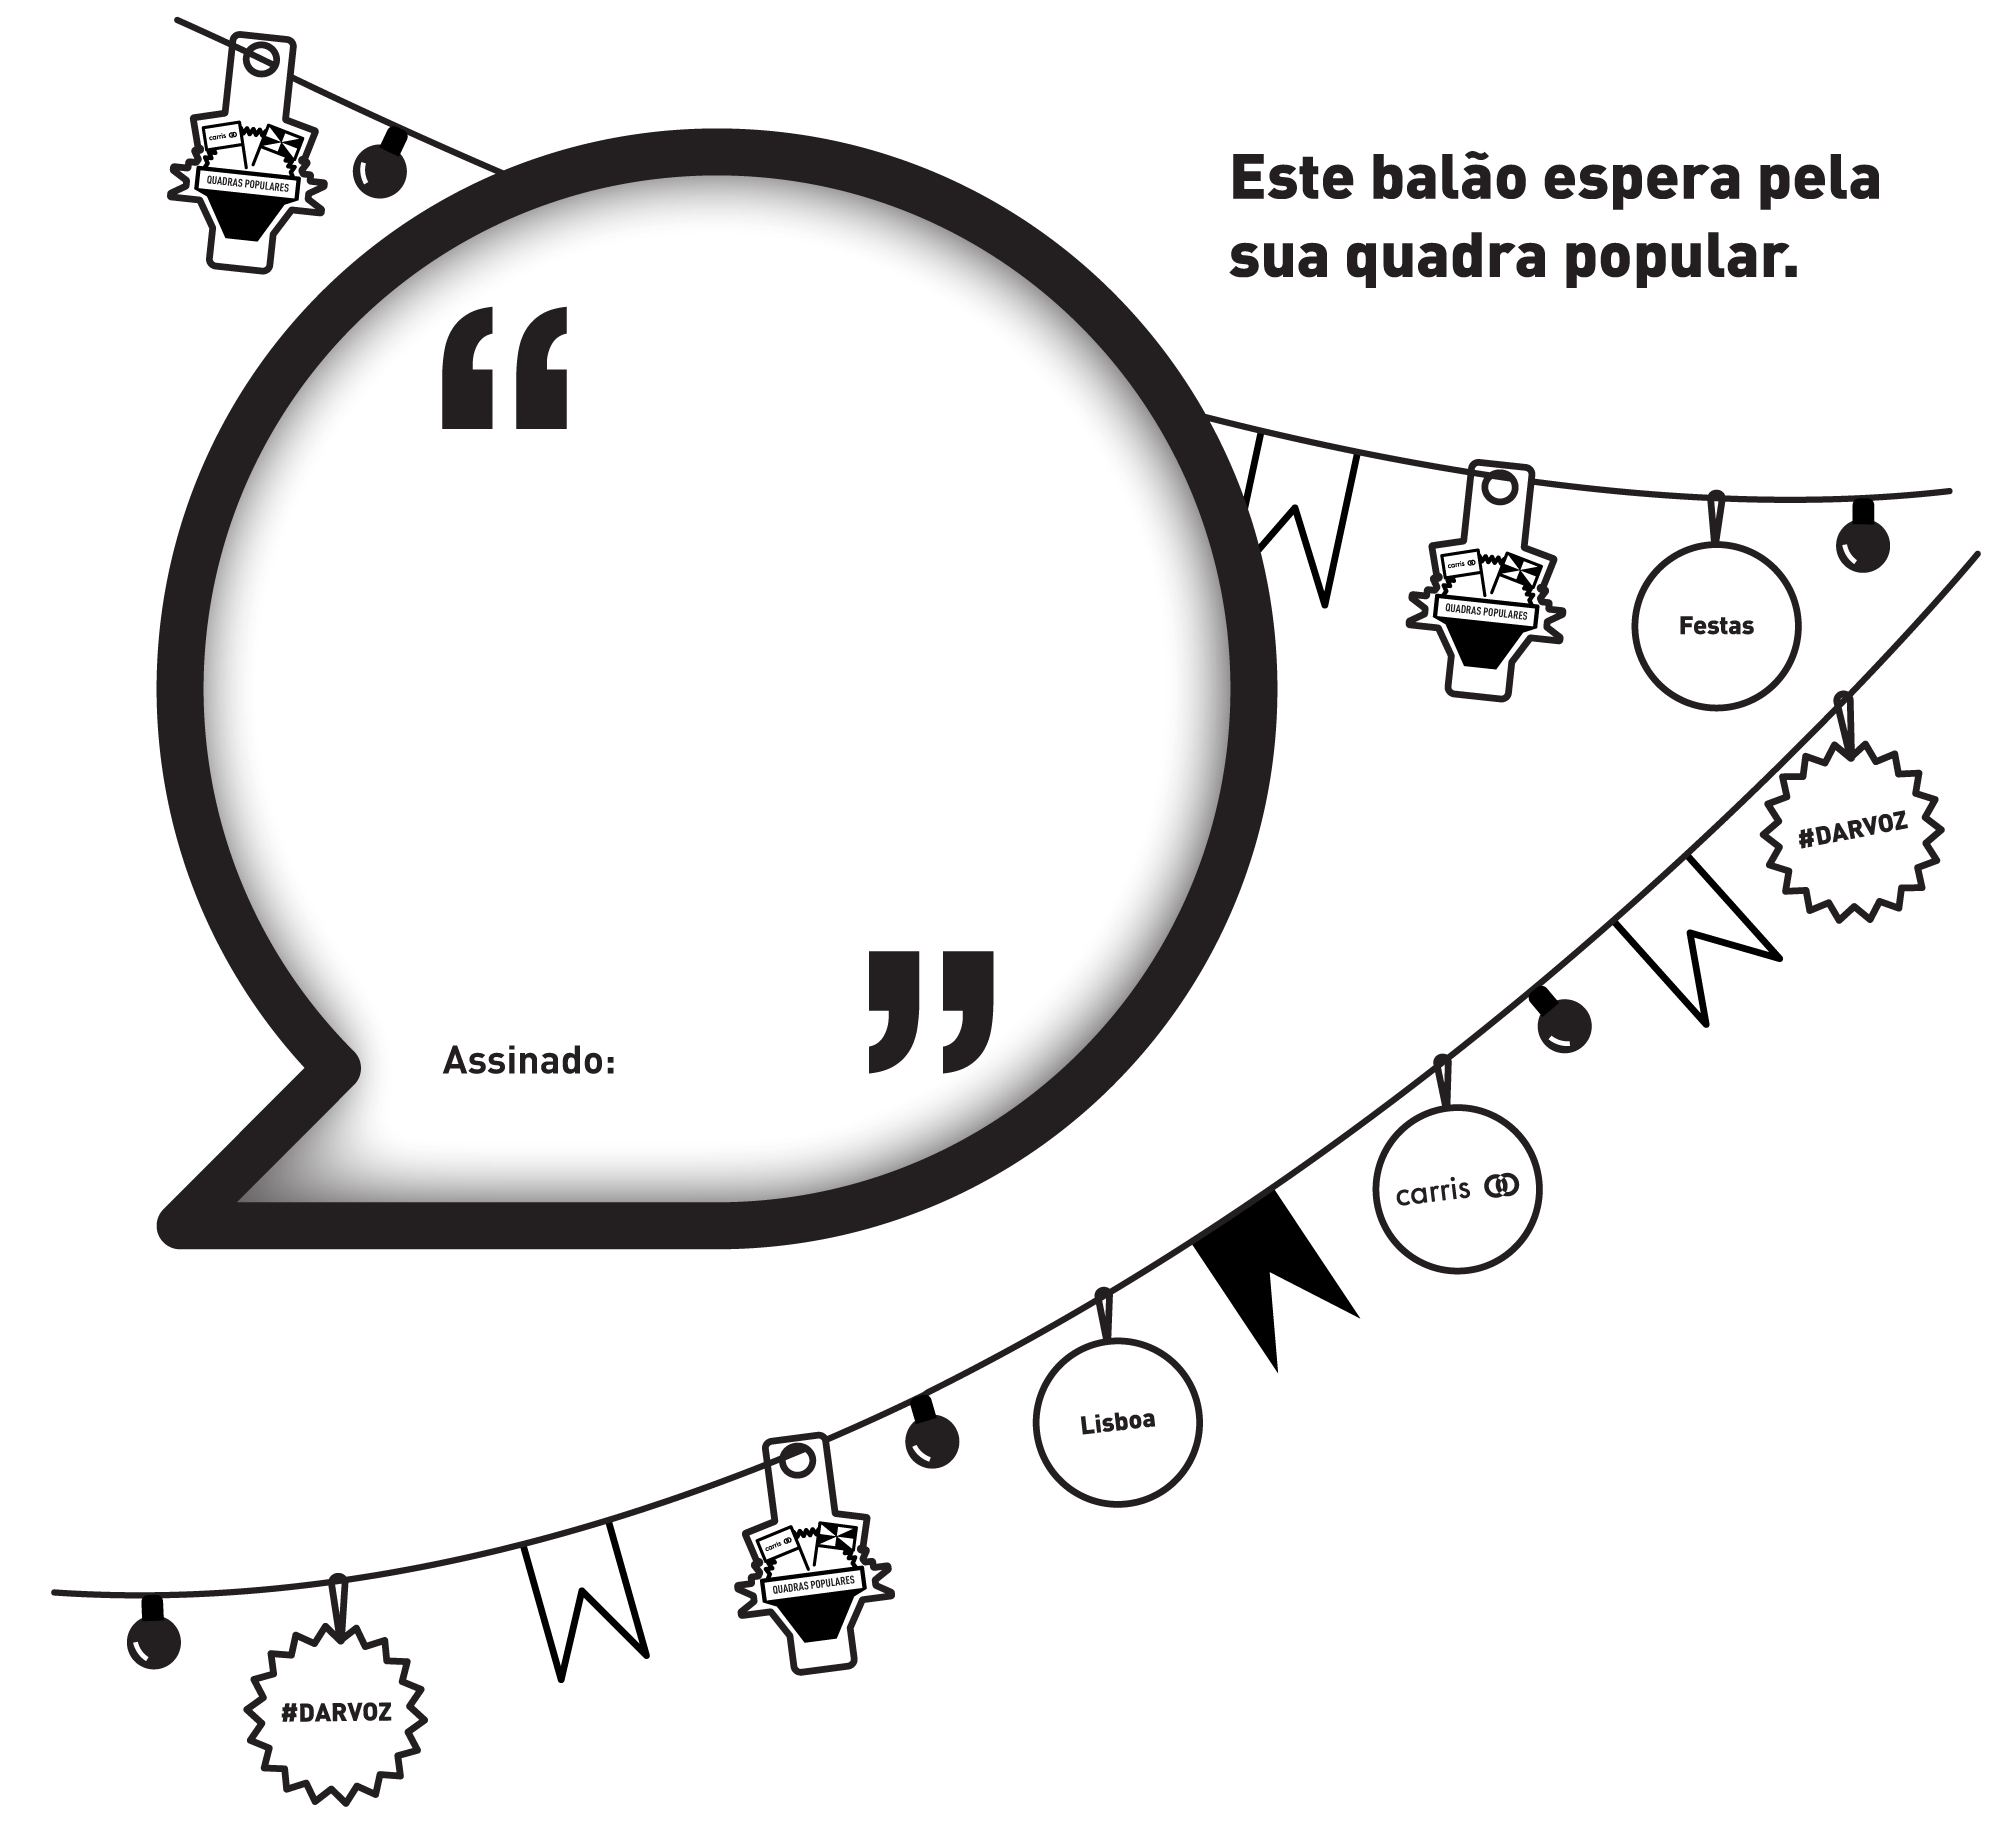 carris
QUADRAS POPULARES
Este balão espera pela
sua quadra popular.
“
carris
QUADRAS POPULARES
Festas
#DARVOZ
”
Assinado:
carris
Lisboa
carris
QUADRAS POPULARES
#DARVOZ